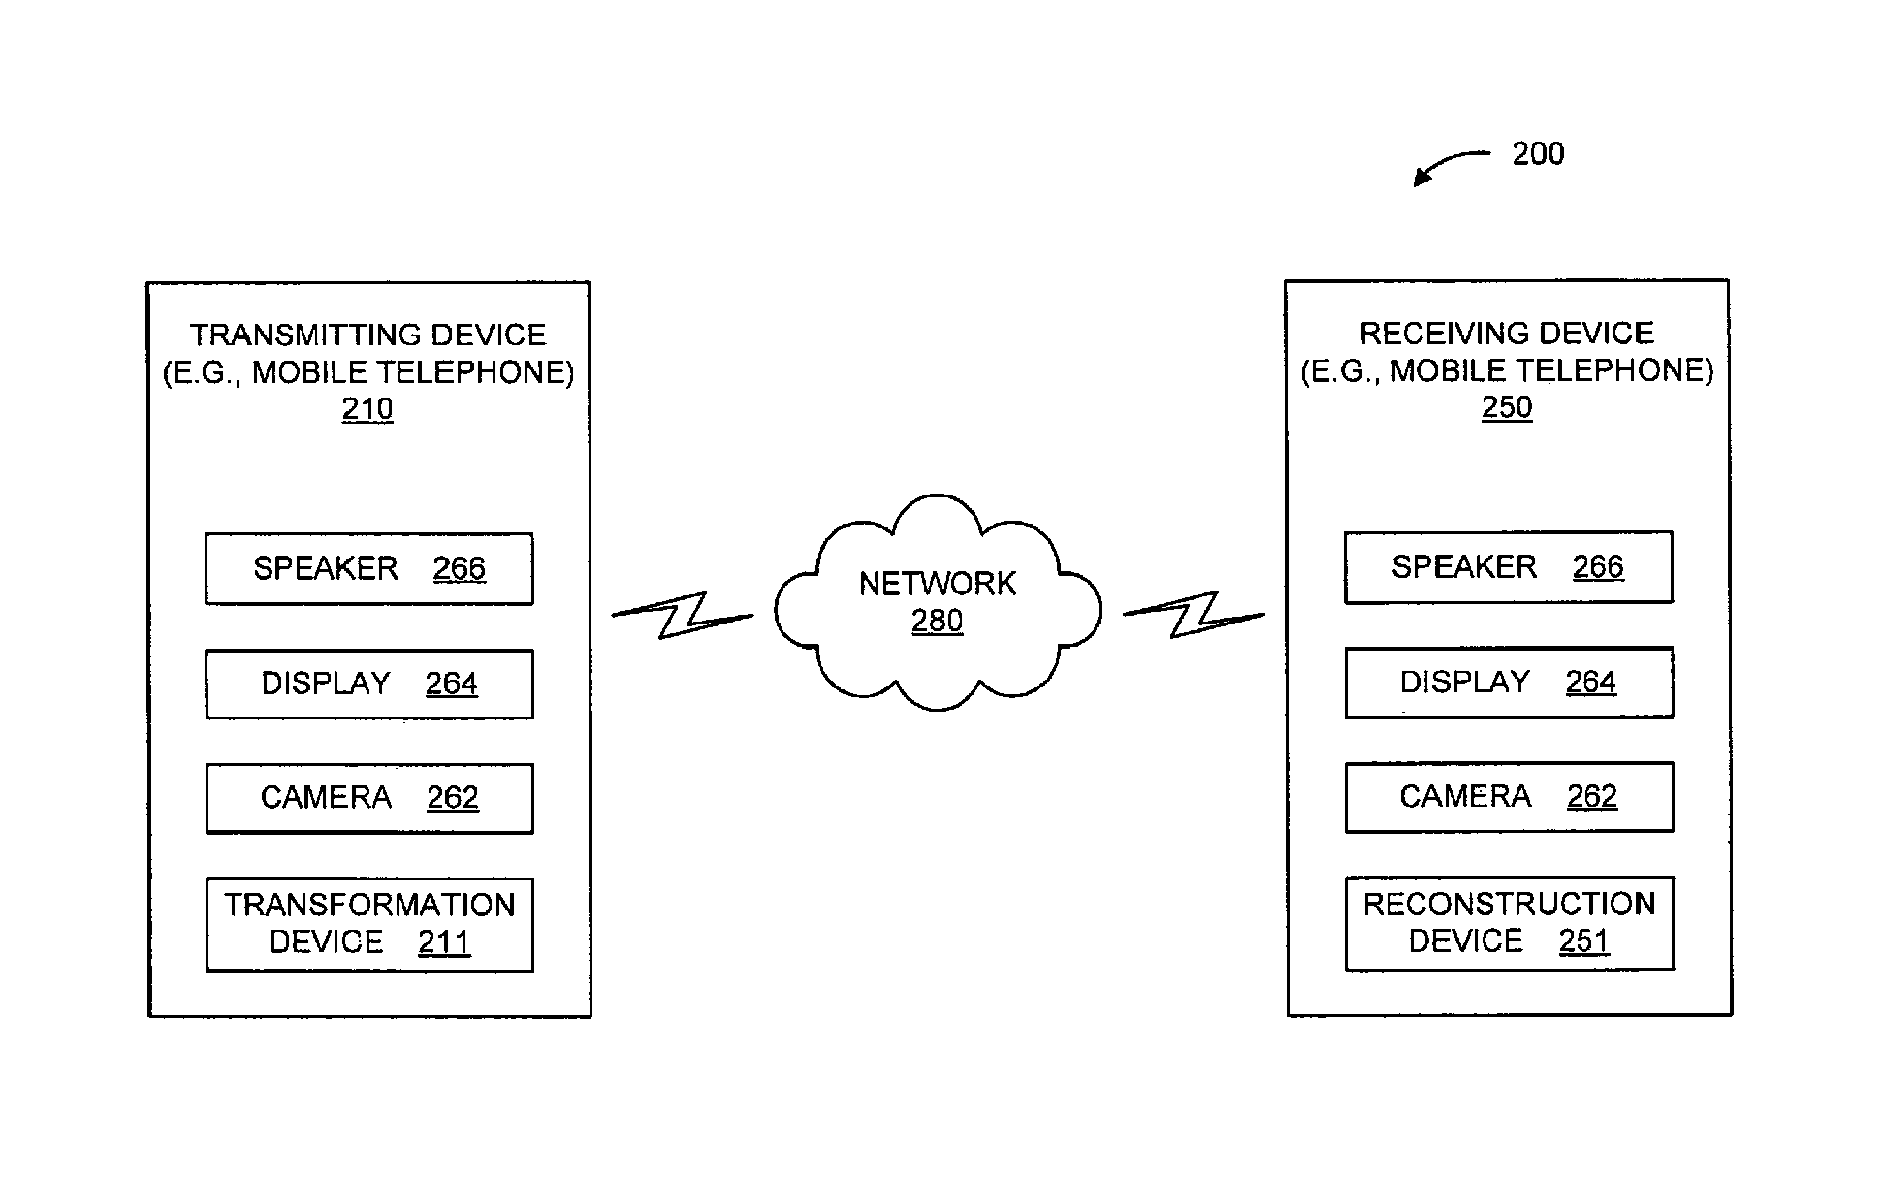 200
TRANSMITTING DEVICE
(E.G., MOBILE TELEPHONE)
210
SPEAKER 266
DISPLAY 264
CAMERA 262
TRANSFORMATION
DEVICE 211
NETWORK
280
RECEIVING DEVICE
(E.G., MOBILE TELEPHONE)
250
SPEAKER 266
DISPLAY 264
CAMERA 262
RECONSTRUCTION
DEVICE 251